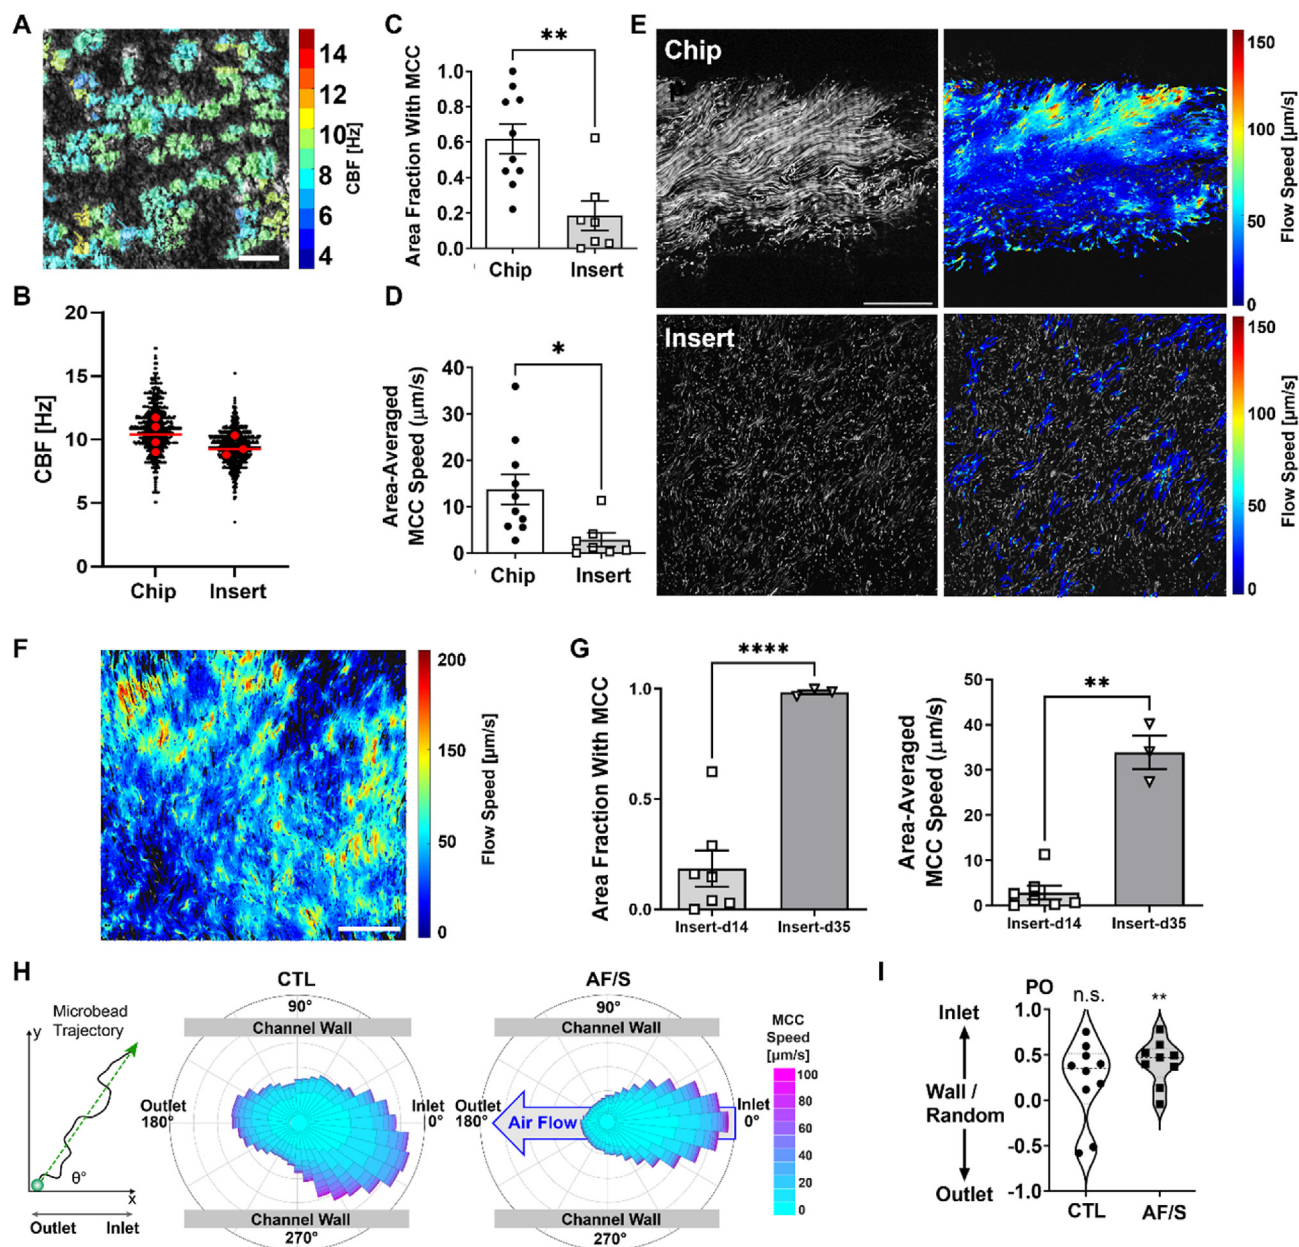 A
14
12
10
8
6
4
CBF [Hz]
B
20
15
10
5
0
CBF [Hz]
Chip
Insert
C
**
1.0
0.8
0.6
0.4
0.2
0.0
Area Fraction With MCC
Chip
Insert
D
*
40
30
20
10
0
Area-Averaged
MCC Speed (μm/s)
Chip
Insert
E
Chip
150
100
50
0
Flow Speed [μm/s]
Insert
150
100
50
0
Flow Speed [μm/s]
F
200
150
50
0
Flow Speed [μm/s]
G
****
1.0
0.5
0.0
Area Fraction With MCC
Insert-d14
Insert-d35
**
50
40
30
20
10
0
Area-Averaged
MCC Speed (μm/s)
Insert-d14
Insert-d35
H
Microbead
Trajectory
y
θ°
x
Outlet
Inlet
CTL
90°
Channel Wall
Outlet
180°
Inlet
0°
Channel Wall
270°
AF/S
90°
Channel Wall
Outlet
180°
Air Flow
Inlet
0°
Channel Wall
270°
MCC
Speed
[μm/s]
100
80
60
40
20
0
I
PO
Inlet
Wall /
Random
Outlet
1.0
0.5
0.0
-0.5
-1.0
n.s.
**
CTL
AF/S